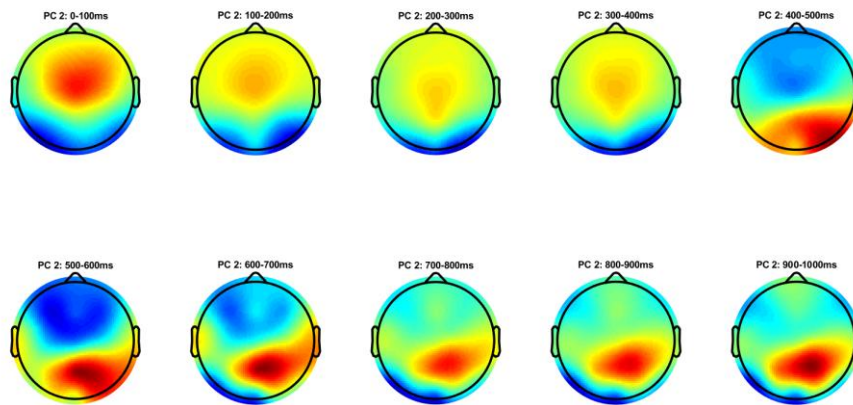 PC 2: 0-100ms
PC 2: 100-200ms
PC 2: 200-300ms
PC 2: 300-400ms
PC 2: 400-500ms
PC 2: 500-600ms
PC 2: 600-700ms
PC 2: 700-800ms
PC 2: 800-900ms
PC 2: 900-1000ms